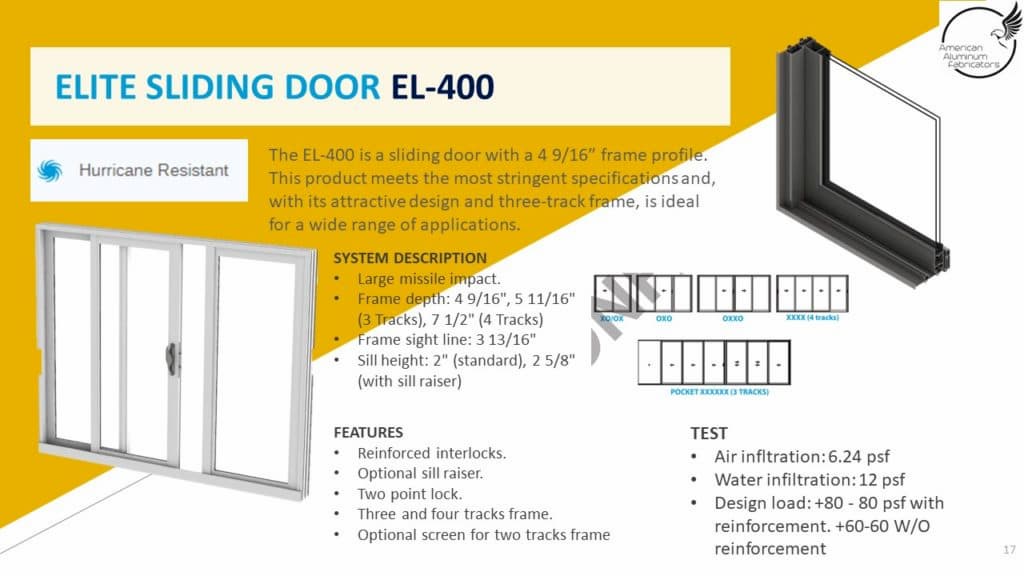 American
Aluminum
Fabricators
ELITE SLIDING DOOR EL-400
Hurricane Resistant
The EL-400 is a sliding door with a 4 9/16” frame profile.
This product meets the most stringent specifications and,
with its attractive design and three-track frame, is ideal
for a wide range of applications.
SYSTEM DESCRIPTION
• Large missile impact.
• Frame depth: 4 9/16", 5 11/16"
(3 Tracks), 7 1/2" (4 Tracks)
• Frame sight line: 3 13/16"
• Sill height: 2" (standard), 2 5/8"
(with sill raiser)
XO/OX
OXO
OXXO
XXXX (4 tracks)
POCKET XXXXXX (3 TRACKS)
FEATURES
• Reinforced interlocks.
• Optional sill raiser.
• Two point lock.
• Three and four tracks frame.
• Optional screen for two tracks frame
TEST
• Air infltration: 6.24 psf
• Water infiltration: 12 psf
• Design load: +80 - 80 psf with
reinforcement. +60-60 W/O
reinforcement
17